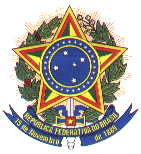 REPÚBLICA FEDERATIVA DO BRASIL
15 de Novembro
de 1889